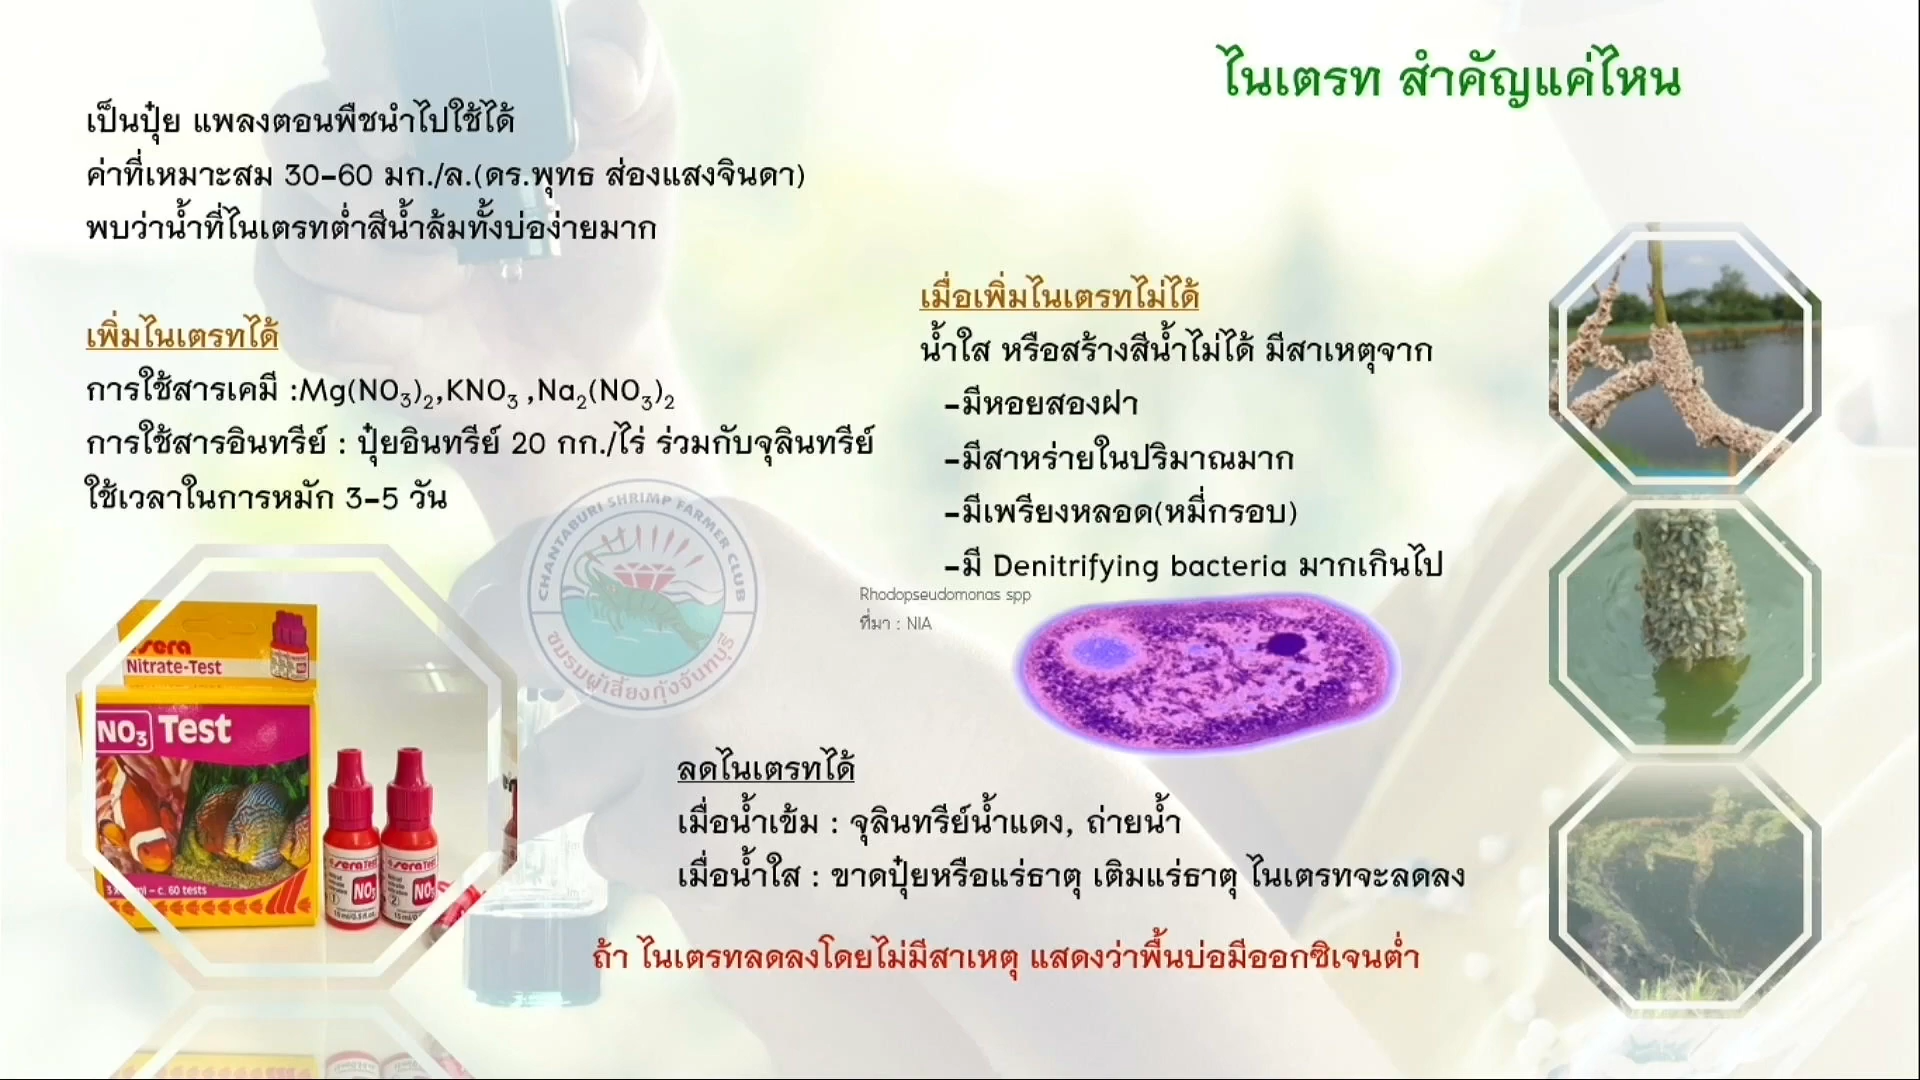 ไนเตรท สำคัญแค่ไหน
เป็นปุ๋ย แพลงตอนพืชนำไปใช้ได้
ค่าที่เหมาะสม 30-60 มก./ล.(ดร.พุทธ ส่องแสงจินดา)
พบว่าน้ำที่ไนเตรทต่ำสีน้ำล้มทั้งบ่อง่ายมาก
เพิ่มไนเตรทได้
การใช้สารเคมี :Mg(NO₃)₂,KNO₃ ,Na₂(NO₃)₂
การใช้สารอินทรีย์ : ปุ๋ยอินทรีย์ 20 กก./ไร่ ร่วมกับจุลินทรีย์
ใช้เวลาในการหมัก 3-5 วัน
เมื่อเพิ่มไนเตรทไม่ได้
น้ำใส หรือสร้างสีน้ำไม่ได้ มีสาเหตุจาก
-มีหอยสองฝา
-มีสาหร่ายในปริมาณมาก
-มีเพรียงหลอด(หมี่กรอบ)
-มี Denitrifying bacteria มากเกินไป
Rhodopseudomonas spp
ที่มา : NIA
CHANTABURI SHRIMP FARMER CLUB
ชมรมผู้เลี้ยงกุ้งจันทบุรี
sera
Nitrate-Test
NO₃ Test
c. 60 tests
sera Test
NO₃
sera Test
NO₃
ลดไนเตรทได้
เมื่อน้ำเข้ม : จุลินทรีย์น้ำแดง, ถ่ายน้ำ
เมื่อน้ำใส : ขาดปุ๋ยหรือแร่ธาตุ เติมแร่ธาตุ ไนเตรทจะลดลง
ถ้า ไนเตรทลดลงโดยไม่มีสาเหตุ แสดงว่าพื้นบ่อมีออกซิเจนต่ำ